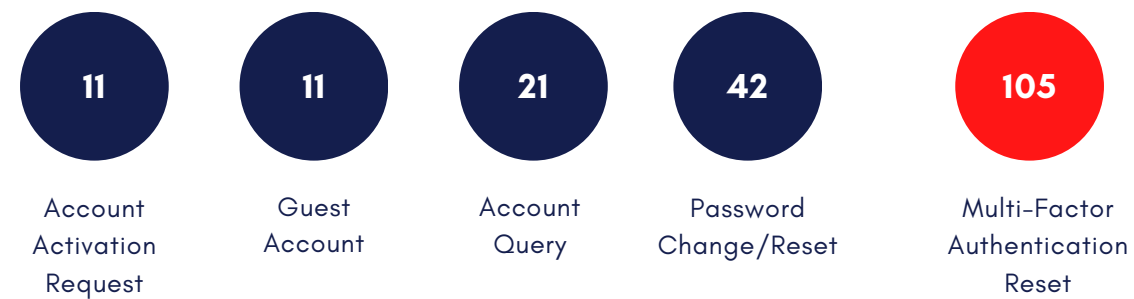 11
11
21
42
105
Account
Activation
Request
Guest
Account
Account
Query
Password
Change/Reset
Multi-Factor
Authentication
Reset